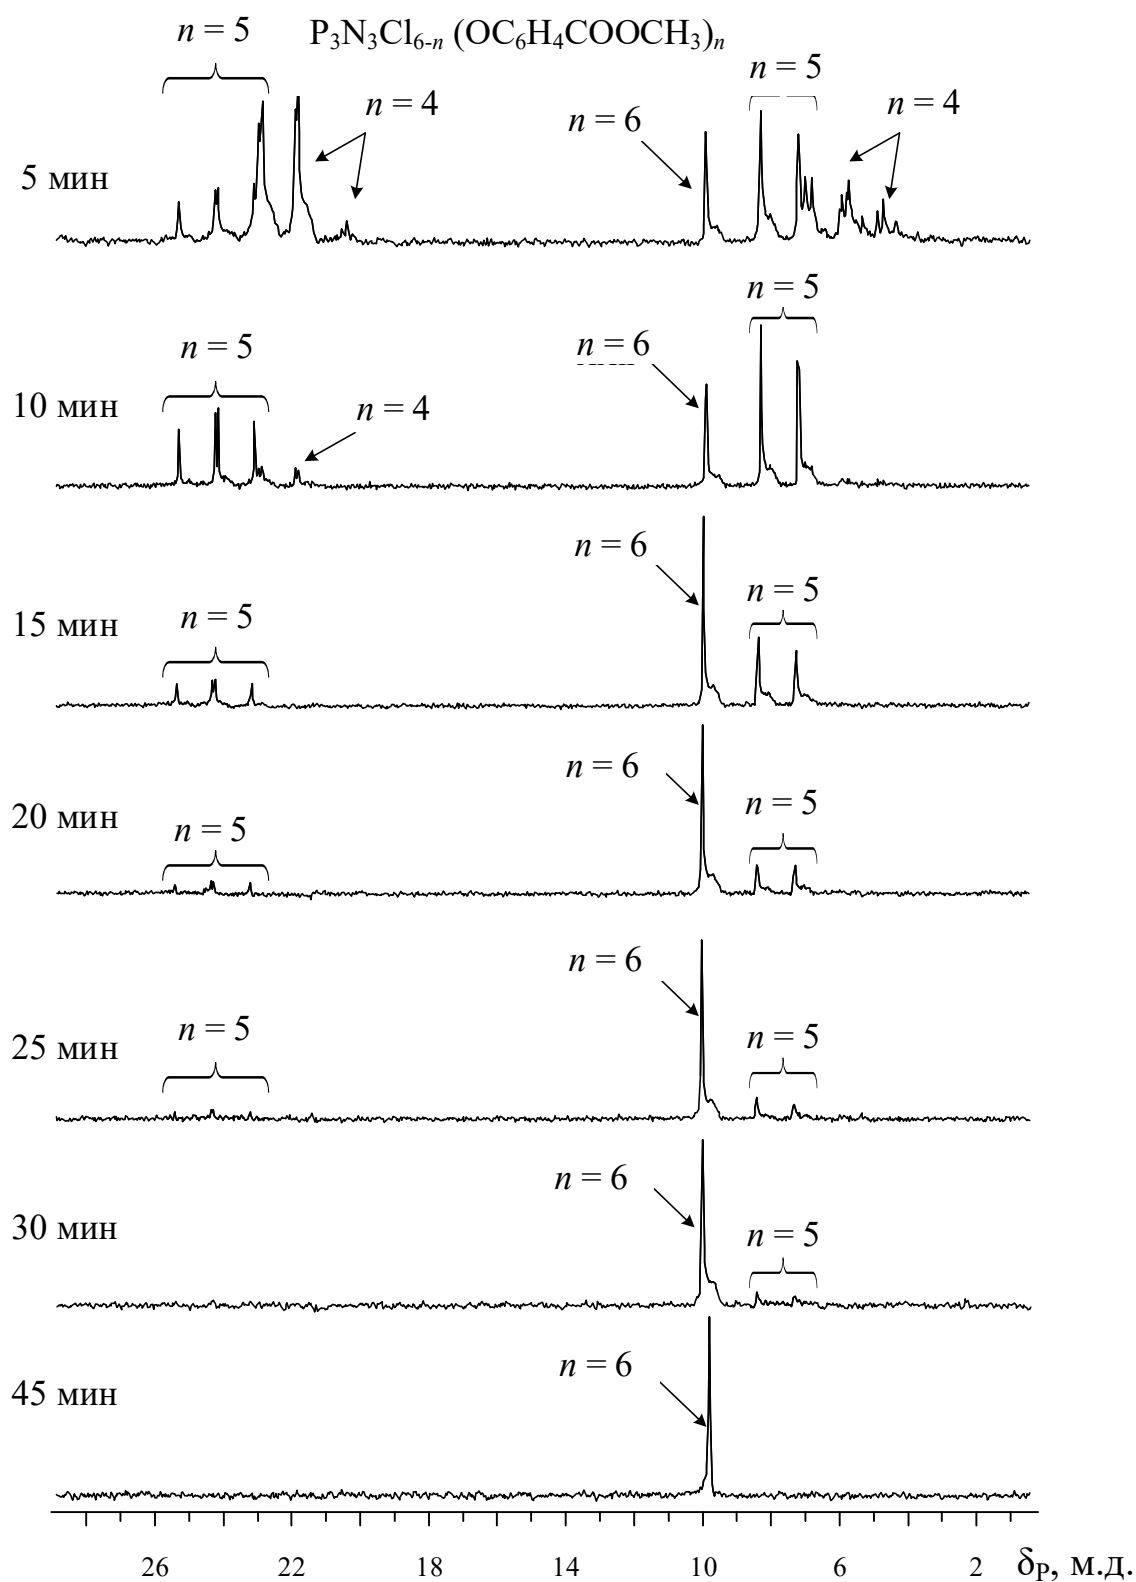 n = 5 P₃N₃Cl₆₋ₙ (OC₆H₄COOCH₃)ₙ
n = 5
n = 4
n = 4
n = 6
5 мин
n = 5
n = 5
n = 6
10 мин
n = 4
n = 6
n = 5
n = 5
15 мин
n = 6
n = 5
n = 5
20 мин
n = 6
n = 5
n = 5
25 мин
n = 6
n = 5
30 мин
n = 6
45 мин
26 22 18 14 10 6 2 δP, м.д.